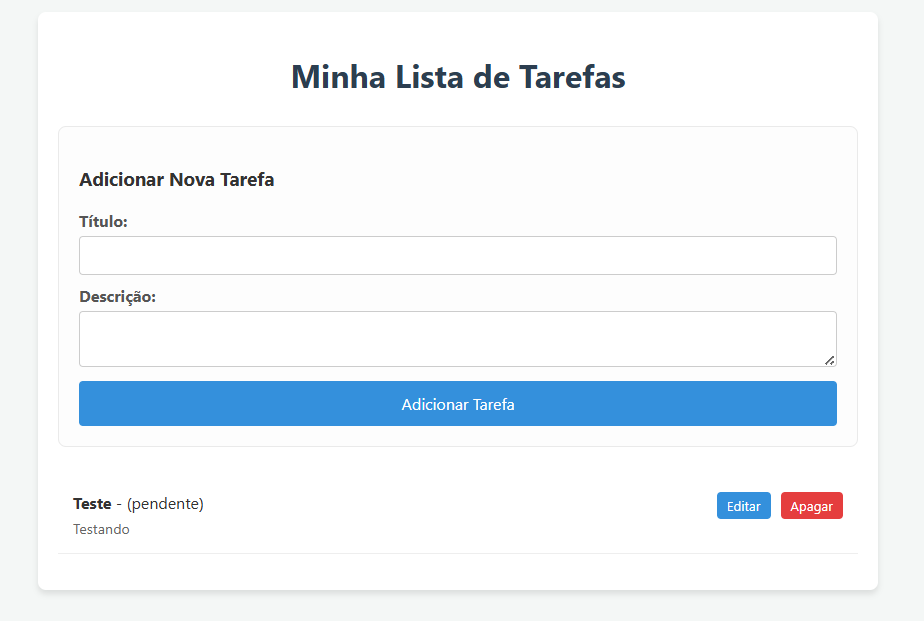 Minha Lista de Tarefas
Adicionar Nova Tarefa
Título:
Descrição:
Adicionar Tarefa
Teste - (pendente)
Editar
Apagar
Testando